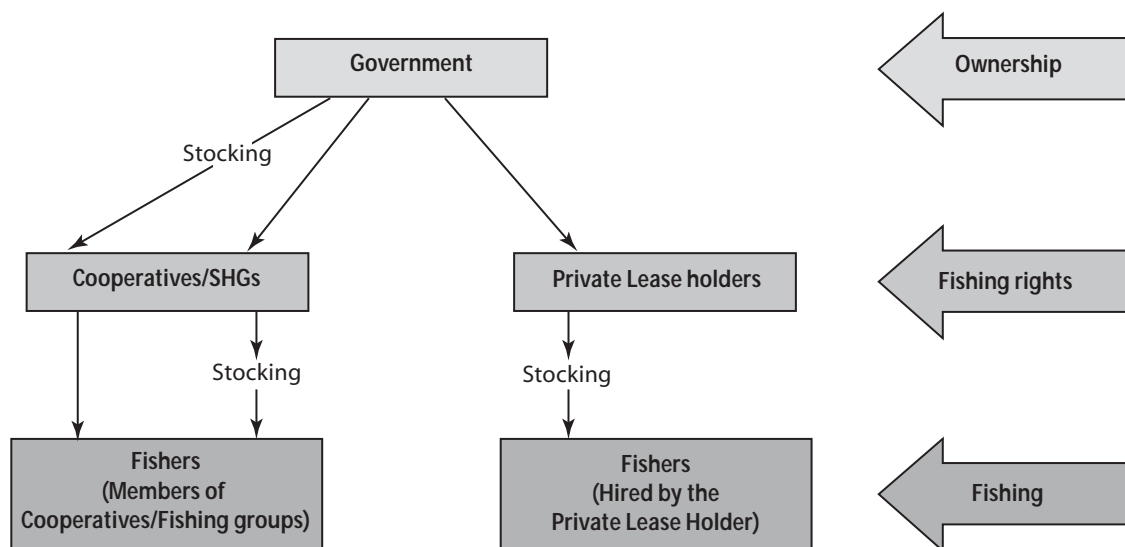 Government
Ownership
Stocking
Cooperatives/SHGs
Private Lease holders
Fishing rights
Stocking
Stocking
Fishers
(Members of
Cooperatives/Fishing groups)
Fishers
(Hired by the
Private Lease Holder)
Fishing